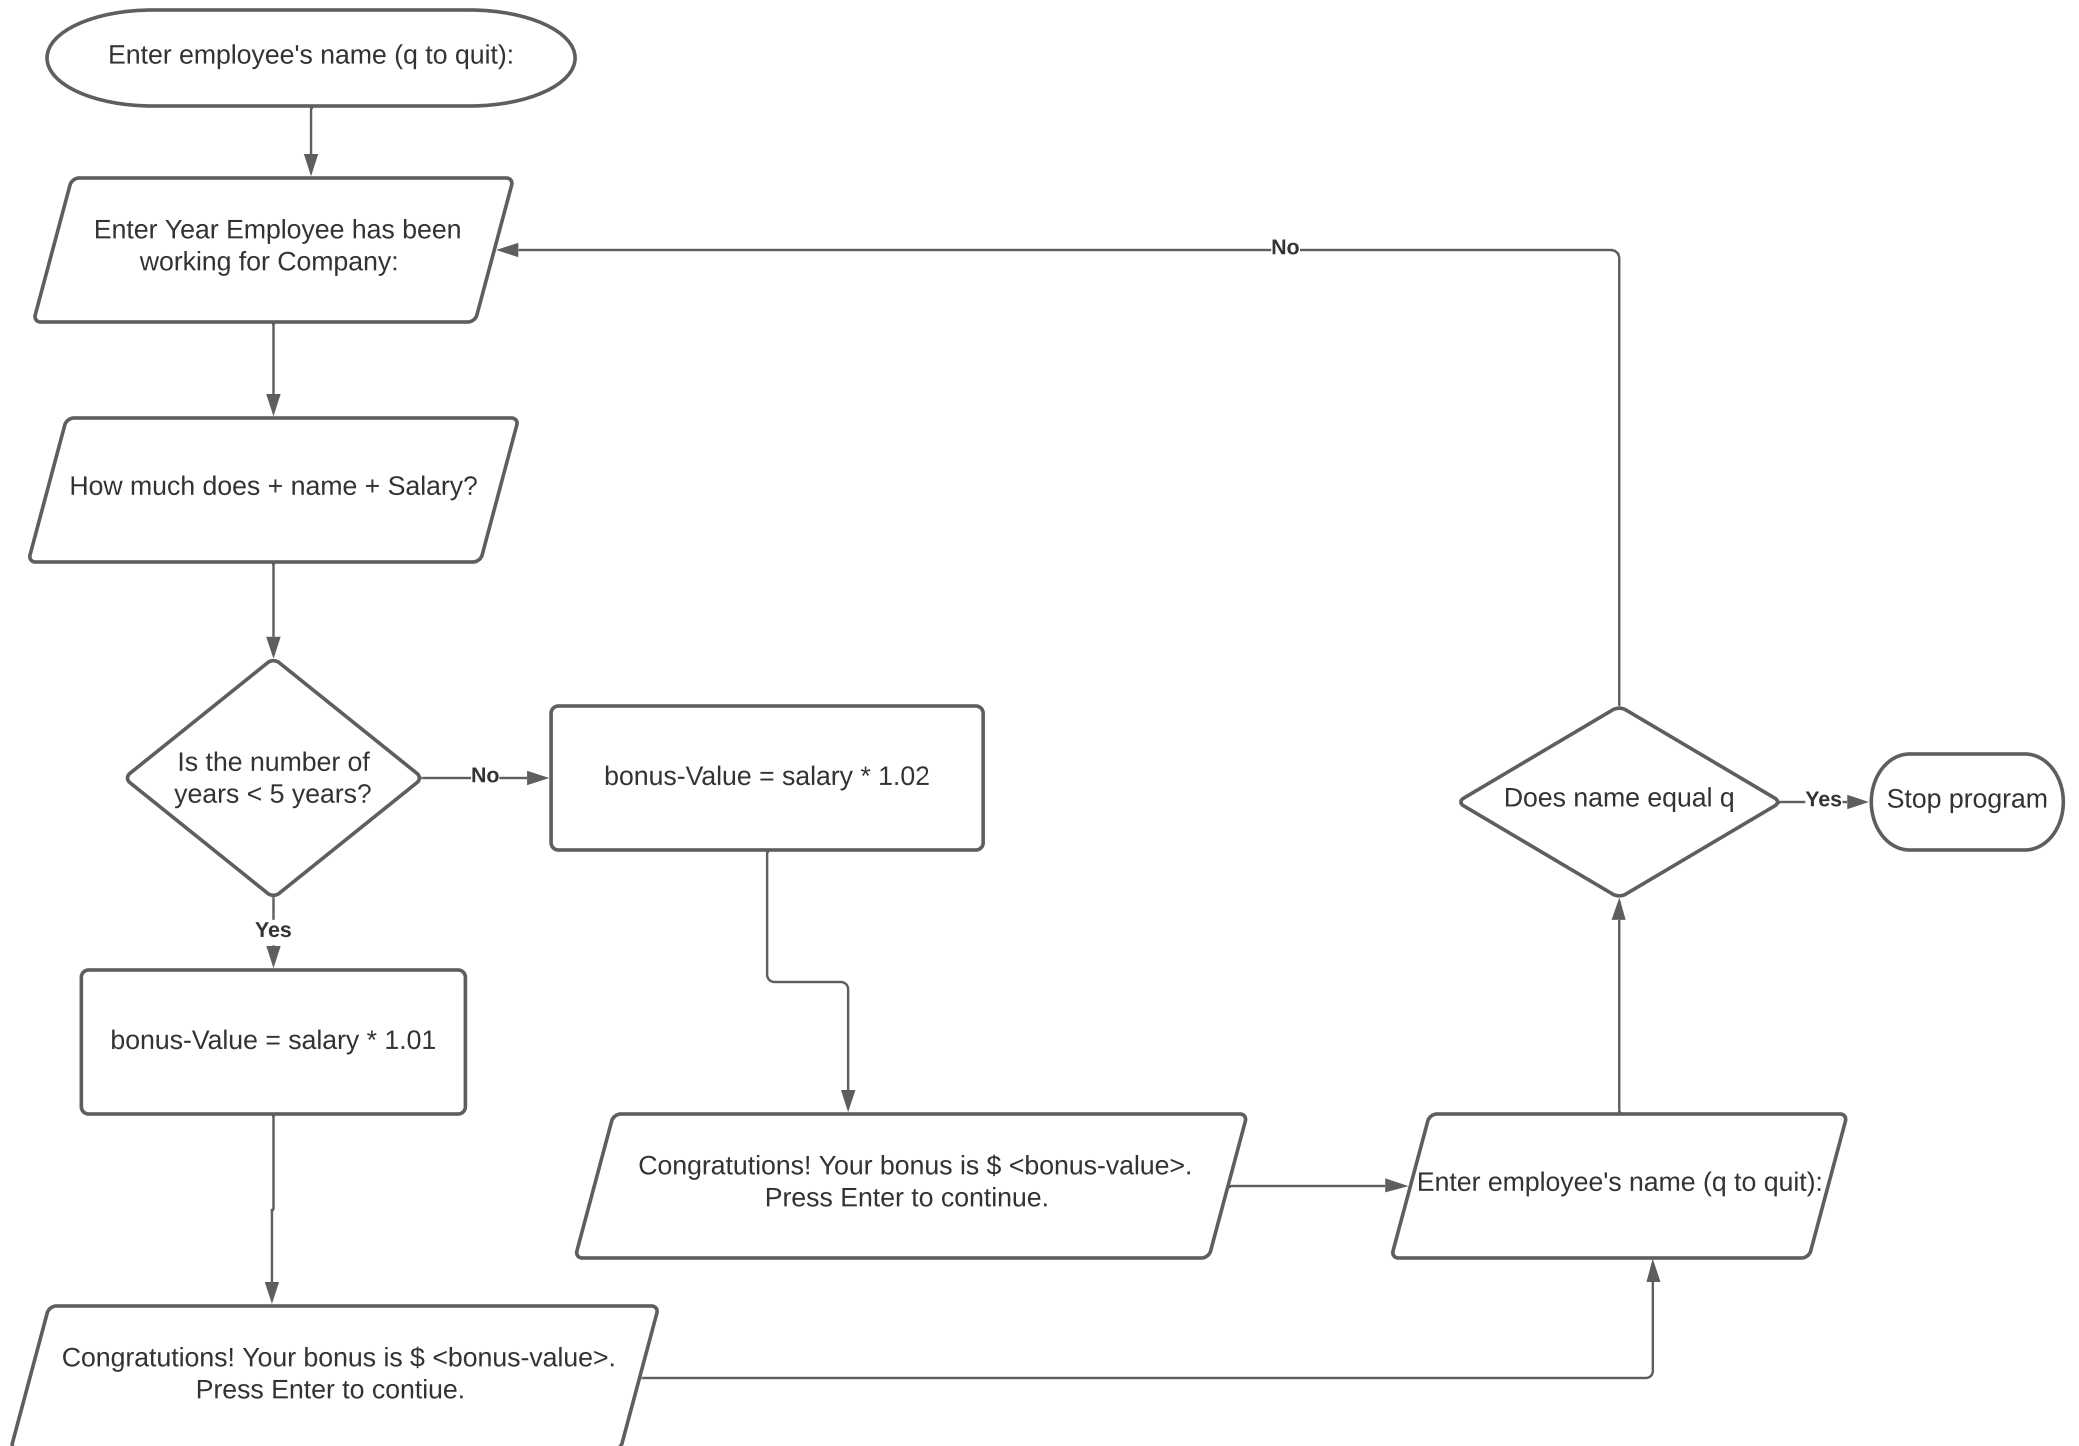 Enter employee's name (q to quit):
Enter Year Employee has been
working for Company:
No
How much does + name + Salary?
Is the number of
years < 5 years?
No
bonus-Value = salary * 1.02
Does name equal q
Yes
Stop program
Yes
bonus-Value = salary * 1.01
Congratutions! Your bonus is $ <bonus-value>.
Press Enter to continue.
Enter employee's name (q to quit):
Congratutions! Your bonus is $ <bonus-value>.
Press Enter to contiue.